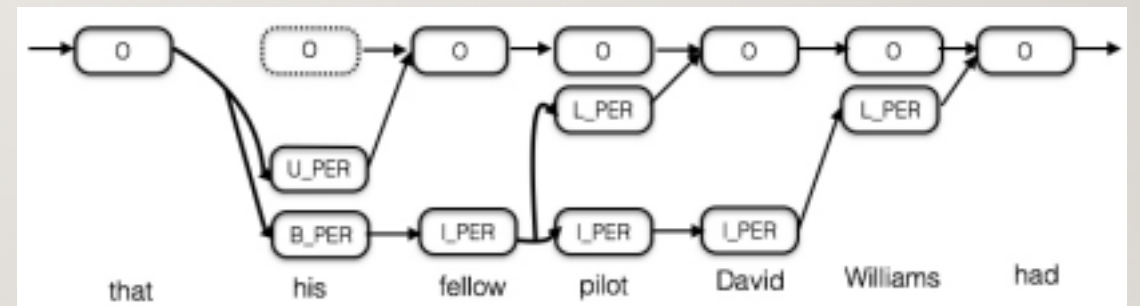 O O O O O O O
L_PER L_PER
U_PER
B_PER I_PER I_PER I_PER
that his fellow pilot David Williams had